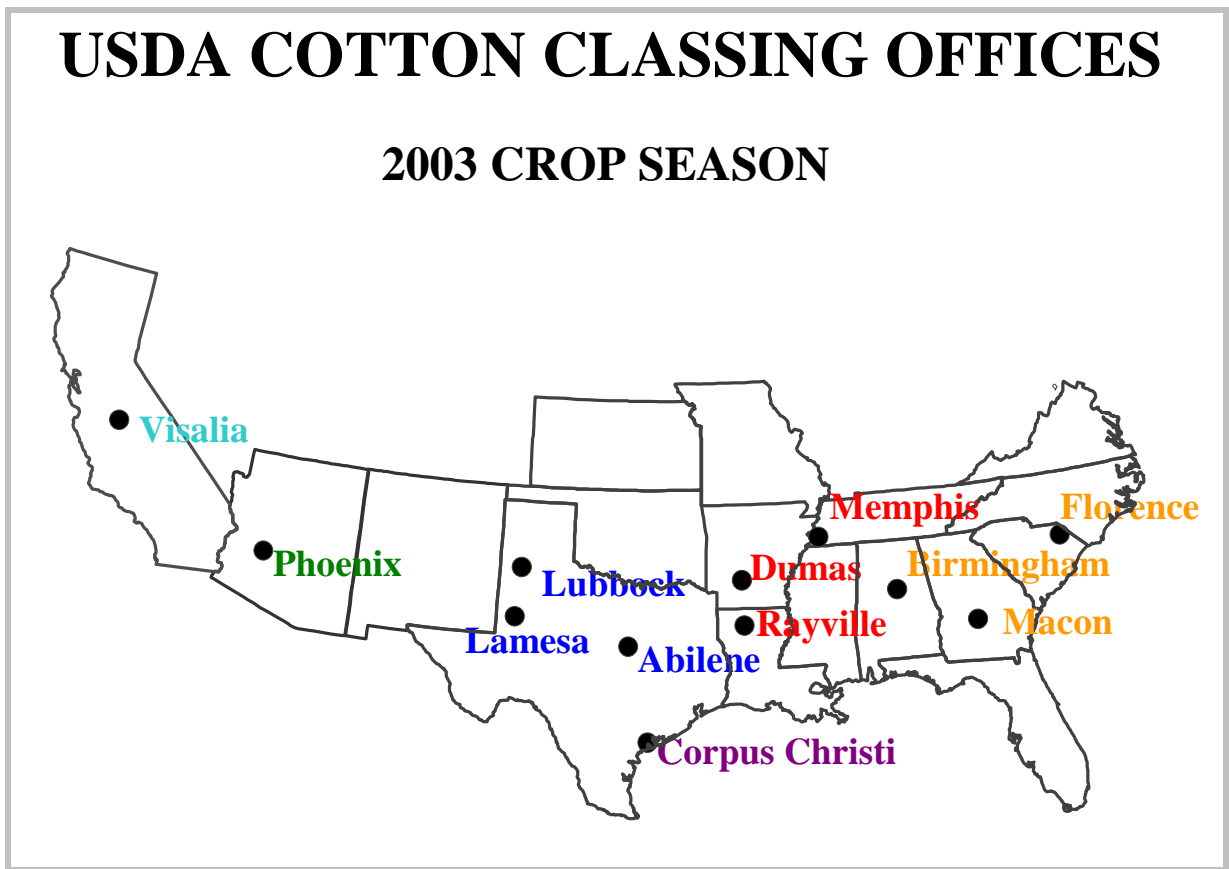 USDA COTTON CLASSING OFFICES
2003 CROP SEASON
Visalia
Memphis
Florence
Phoenix
Dumas
Birmingham
Lubbock
Rayville
Macon
Lamesa
Abilene
Corpus Christi